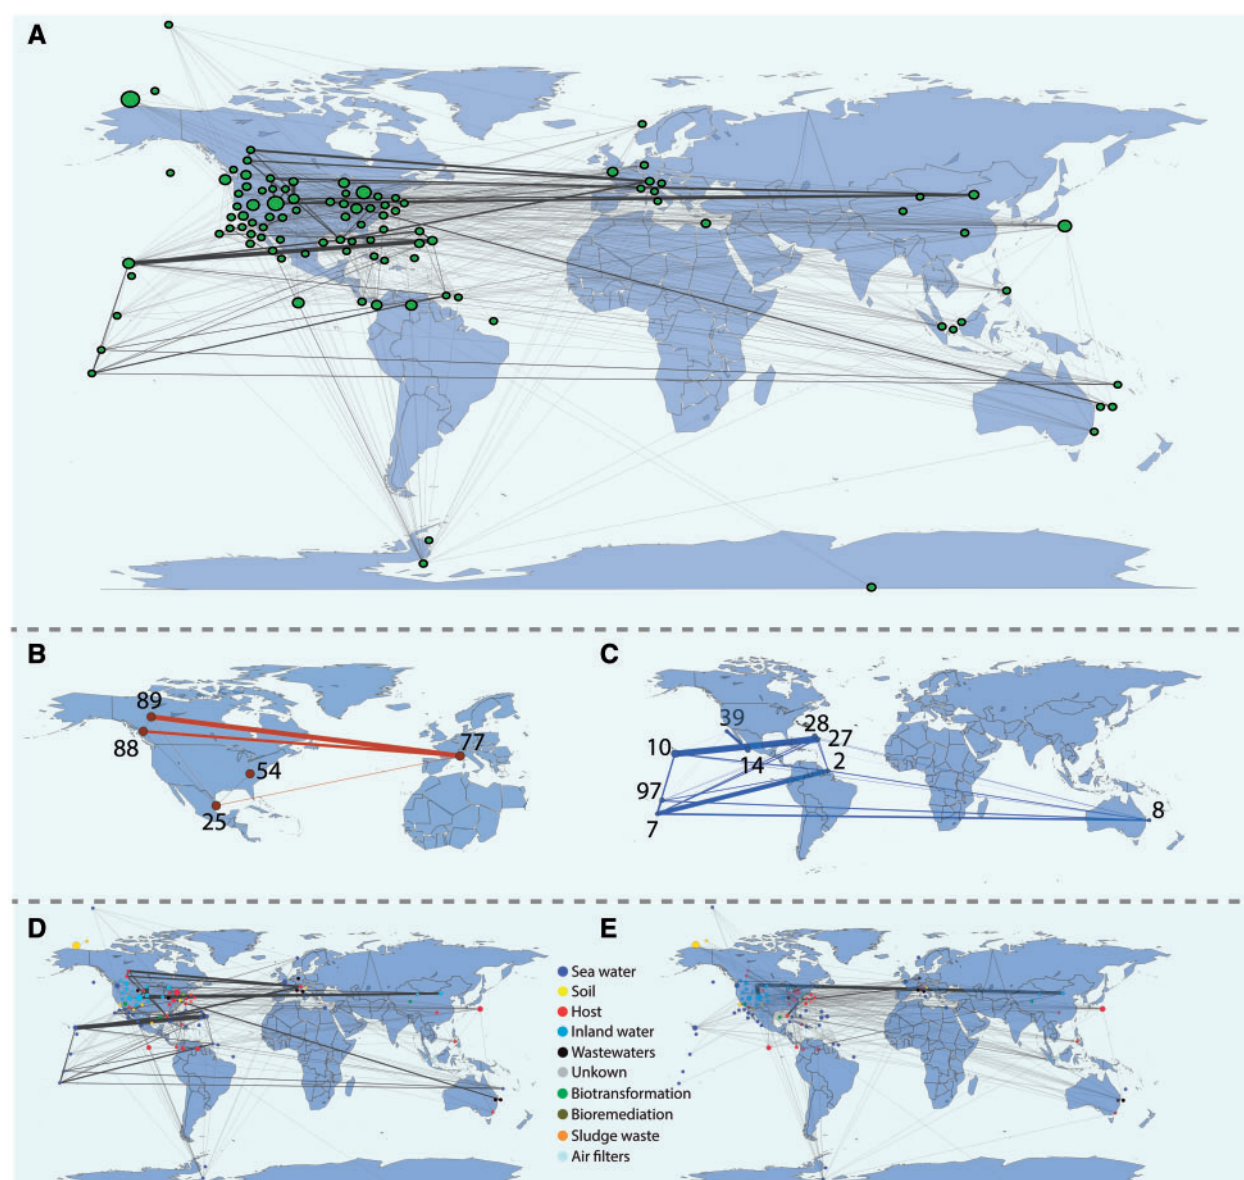 A
B
89
88
77
54
25
C
39
28
27
10
2
14
97
7
8
D
E
Sea water
Soil
Host
Inland water
Wastewaters
Unkown
Biotransformation
Bioremediation
Sludge waste
Air filters